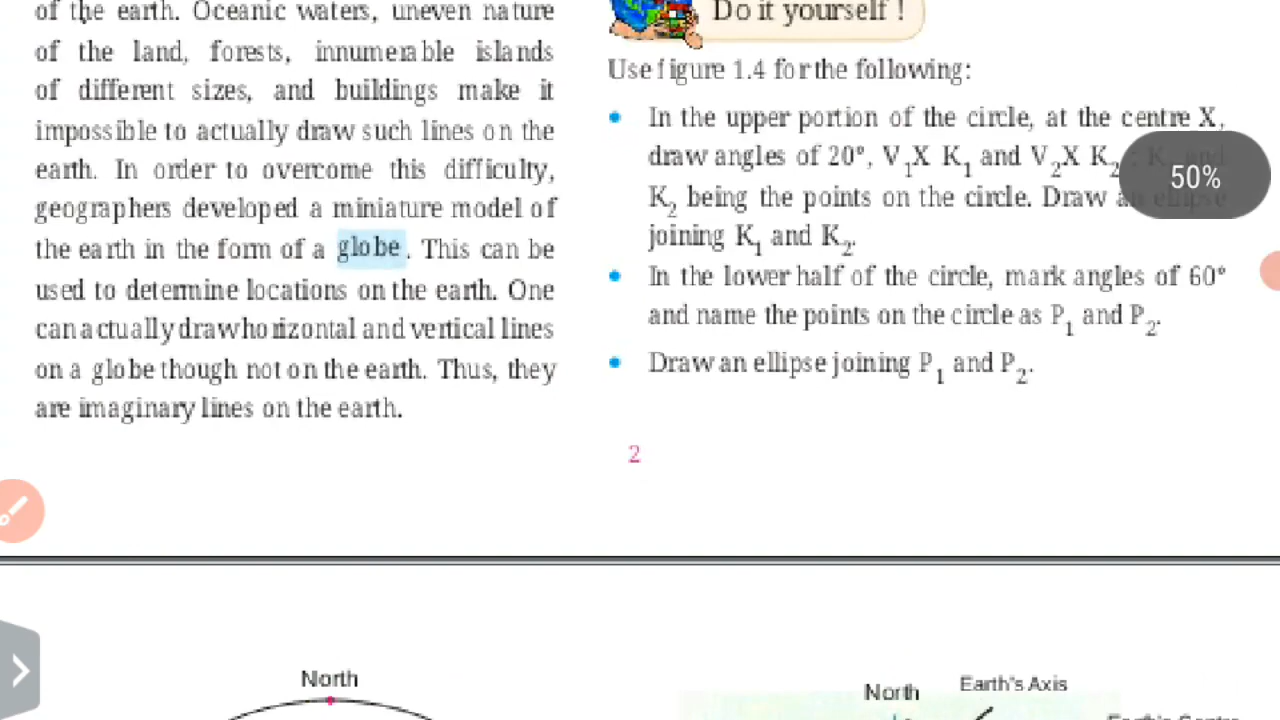 of the earth. Oceanic waters, uneven nature
of the land, forests, innumerable islands
of different sizes, and buildings make it
impossible to actually draw such lines on the
earth. In order to overcome this difficulty,
geographers developed a miniature model of
the earth in the form of a globe. This can be
used to determine locations on the earth. One
can actually draw horizontal and vertical lines
on a globe though not on the earth. Thus, they
are imaginary lines on the earth.
Do it yourself !
Use figure 1.4 for the following:
• In the upper portion of the circle, at the centre X,
draw angles of 20°, V₁X K₁ and V₂X K₂ ; K₁ and
K₂ being the points on the circle. Draw an ellipse
joining K₁ and K₂.
• In the lower half of the circle, mark angles of 60°
and name the points on the circle as P₁ and P₂.
• Draw an ellipse joining P₁ and P₂.
50%
2
North
North
Earth's Axis
Earth's Centre